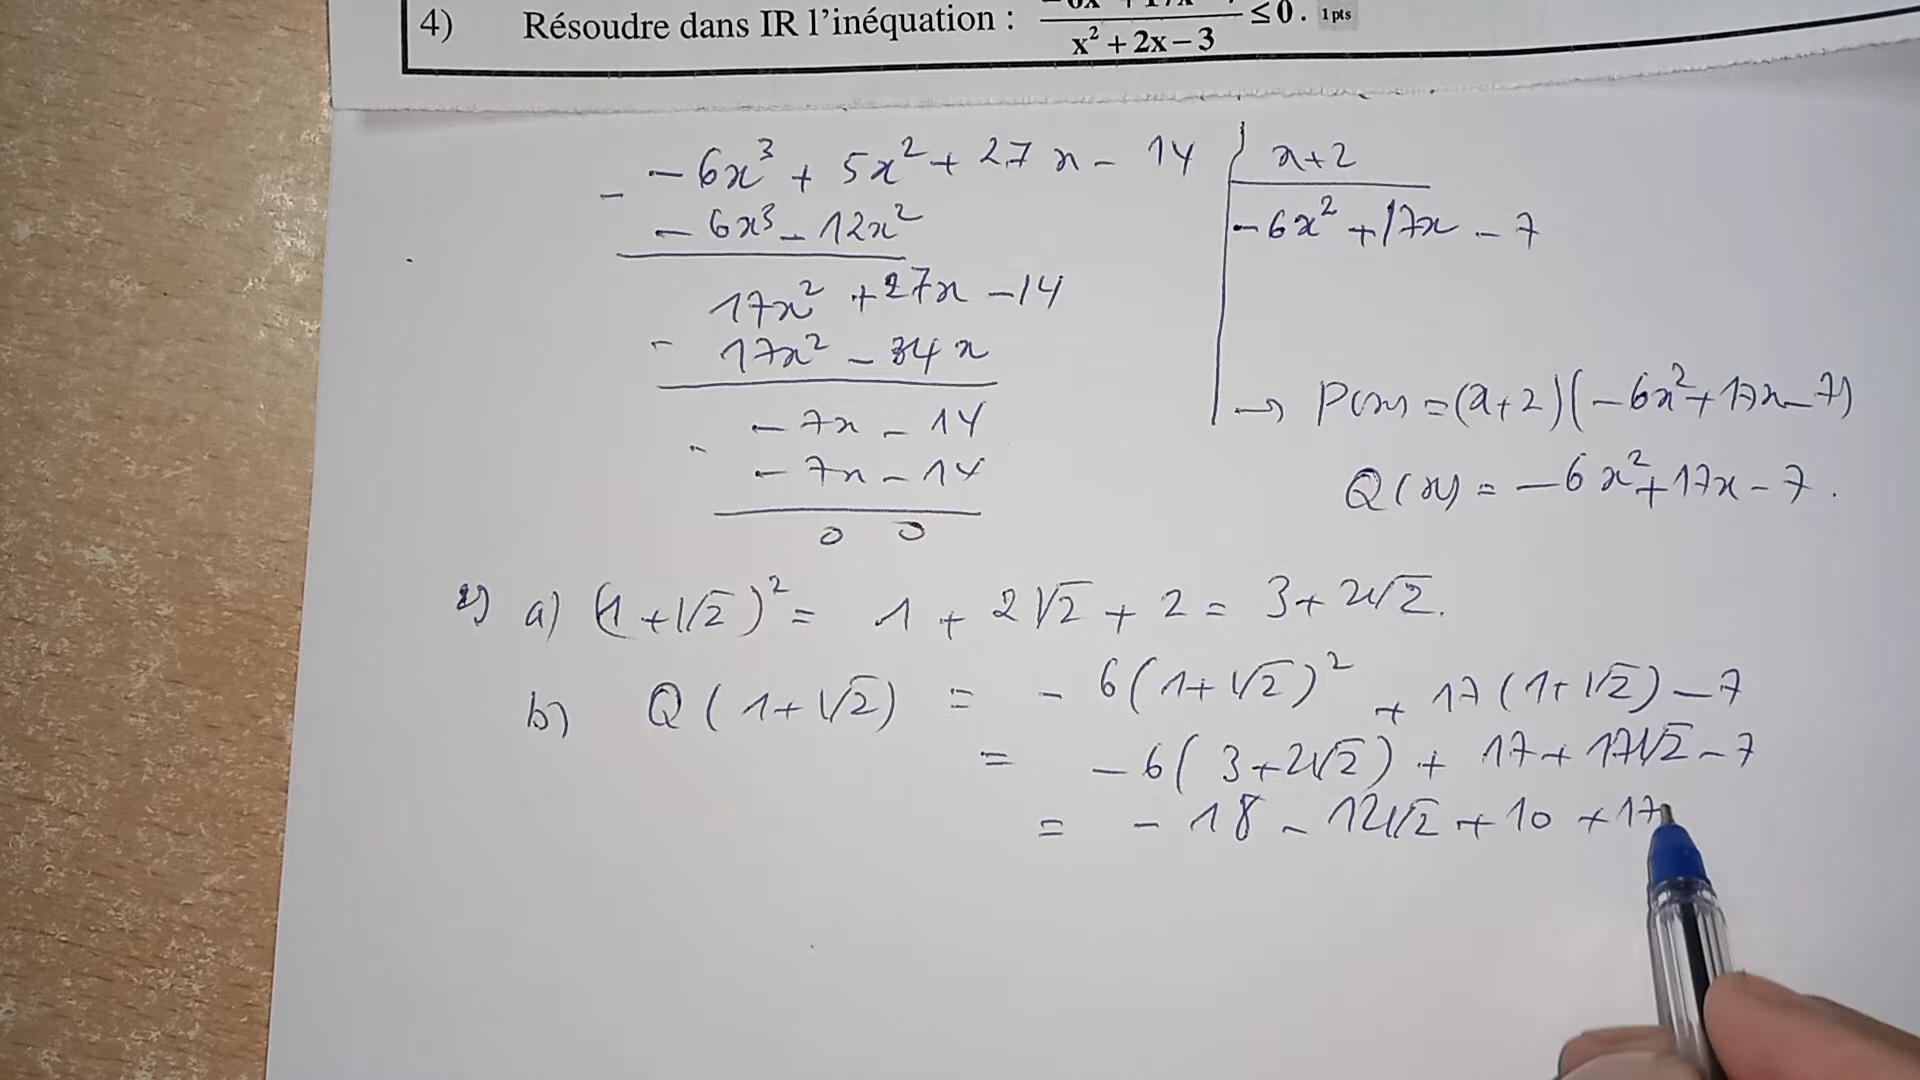 4) Résoudre dans IR l'inéquation : (-6x² + 17x - 7)/(x² + 2x - 3) ≤ 0. 1pts
- 6x³ + 5x² + 27x - 14 | x+2
- - 6x³ - 12x² | - 6x² + 17x - 7
17x² + 27x - 14
- 17x² - 34x
- 7x - 14 → P(x) = (x+2)(-6x² + 17x - 7)
- - 7x - 14
Q(x) = - 6x² + 17x - 7.
0 0
2) a) (1+√2)² = 1 + 2√2 + 2 = 3 + 2√2.
b) Q(1+√2) = - 6(1+√2)² + 17(1+√2) - 7
= - 6(3+2√2) + 17 + 17√2 - 7
= - 18 - 12√2 + 10 + 17